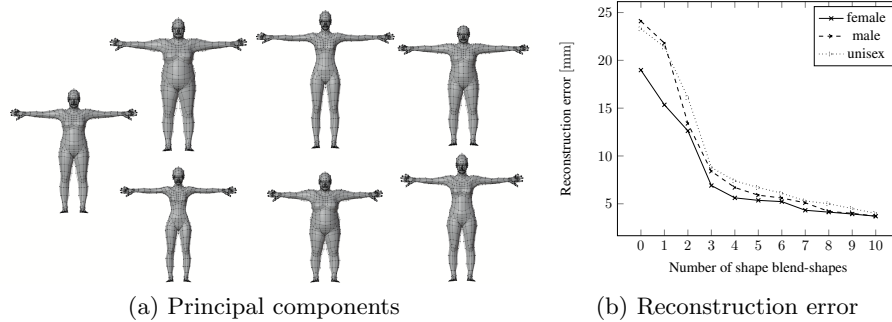 25
20
15
10
5
0 1 2 3 4 5 6 7 8 9 10
Reconstruction error [mm]
Number of shape blend-shapes
female
male
unisex
(a) Principal components
(b) Reconstruction error